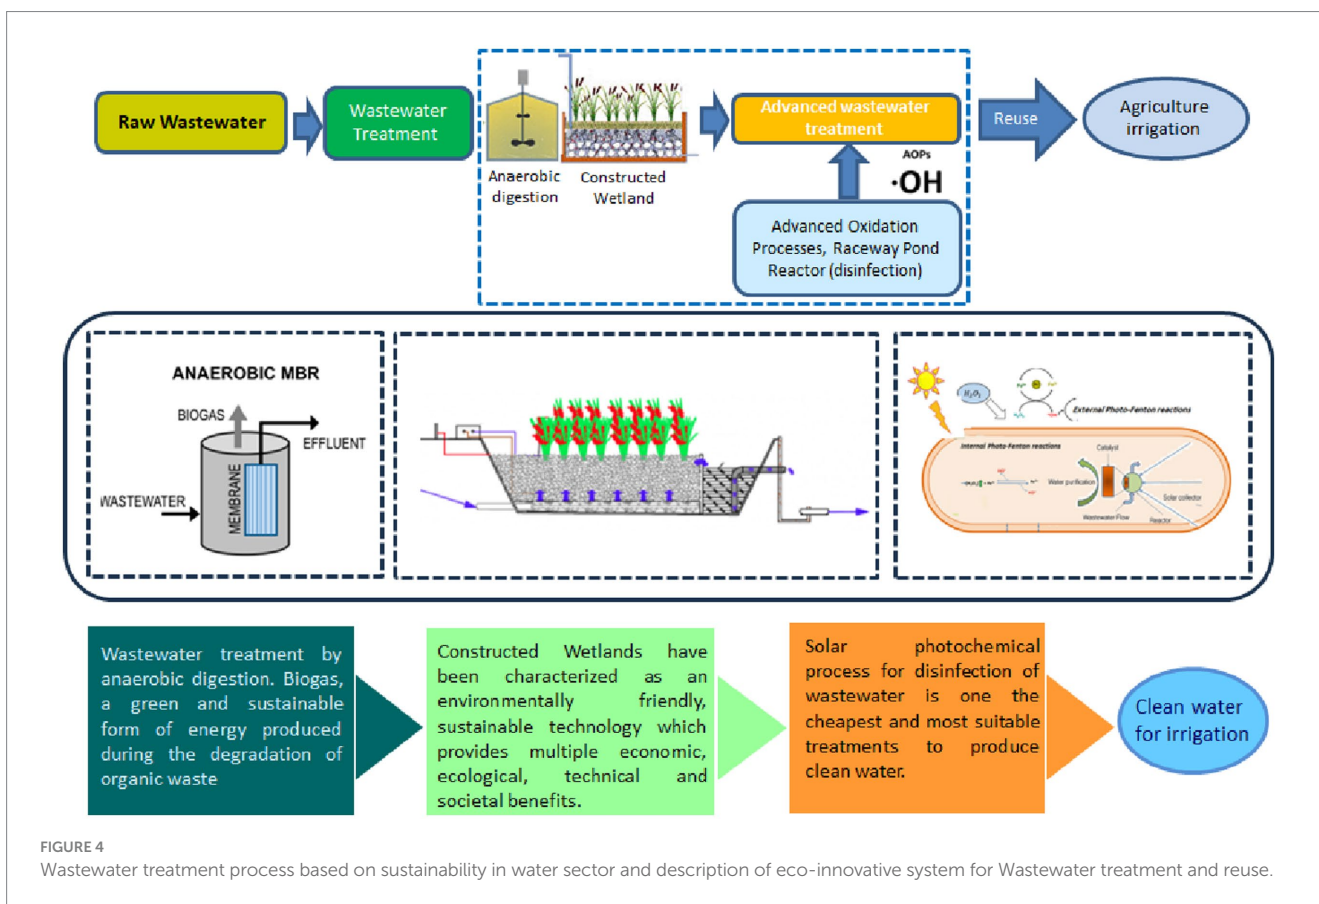 Raw Wastewater
Wastewater
Treatment
Anaerobic
digestion
Constructed
Wetland
Advanced wastewater
treatment
AOPs
·OH
Advanced Oxidation
Processes, Raceway Pond
Reactor (disinfection)
Reuse
Agriculture
irrigation
ANAEROBIC MBR
BIOGAS
EFFLUENT
WASTEWATER
MEMBRANE
H₂O₂
External Photo-Fenton reactions
Internal Photo-Fenton reactions
Catalyst
Water purification
Solar collector
Wastewater Flow
Reactor
Wastewater treatment by
anaerobic digestion. Biogas,
a green and sustainable
form of energy produced
during the degradation of
organic waste
Constructed Wetlands have
been characterized as an
environmentally friendly,
sustainable technology which
provides multiple economic,
ecological, technical and
societal benefits.
Solar photochemical
process for disinfection of
wastewater is one the
cheapest and most suitable
treatments to produce
clean water.
Clean water
for irrigation
FIGURE 4
Wastewater treatment process based on sustainability in water sector and description of eco-innovative system for Wastewater treatment and reuse.